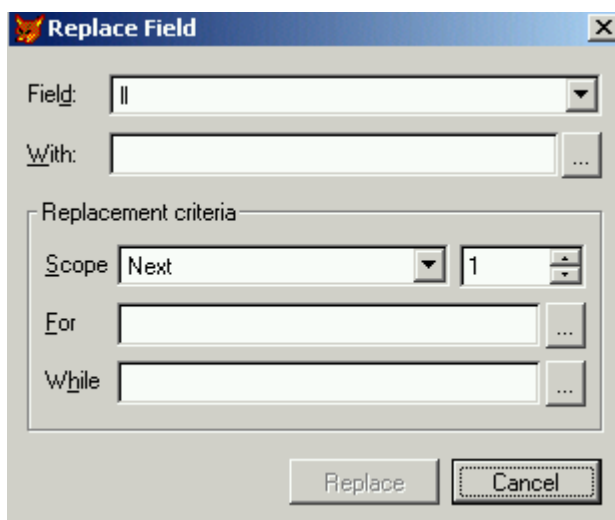 Replace Field
Field: ll
With: ...
Replacement criteria
Scope Next 1
For ...
While ...
Replace Cancel